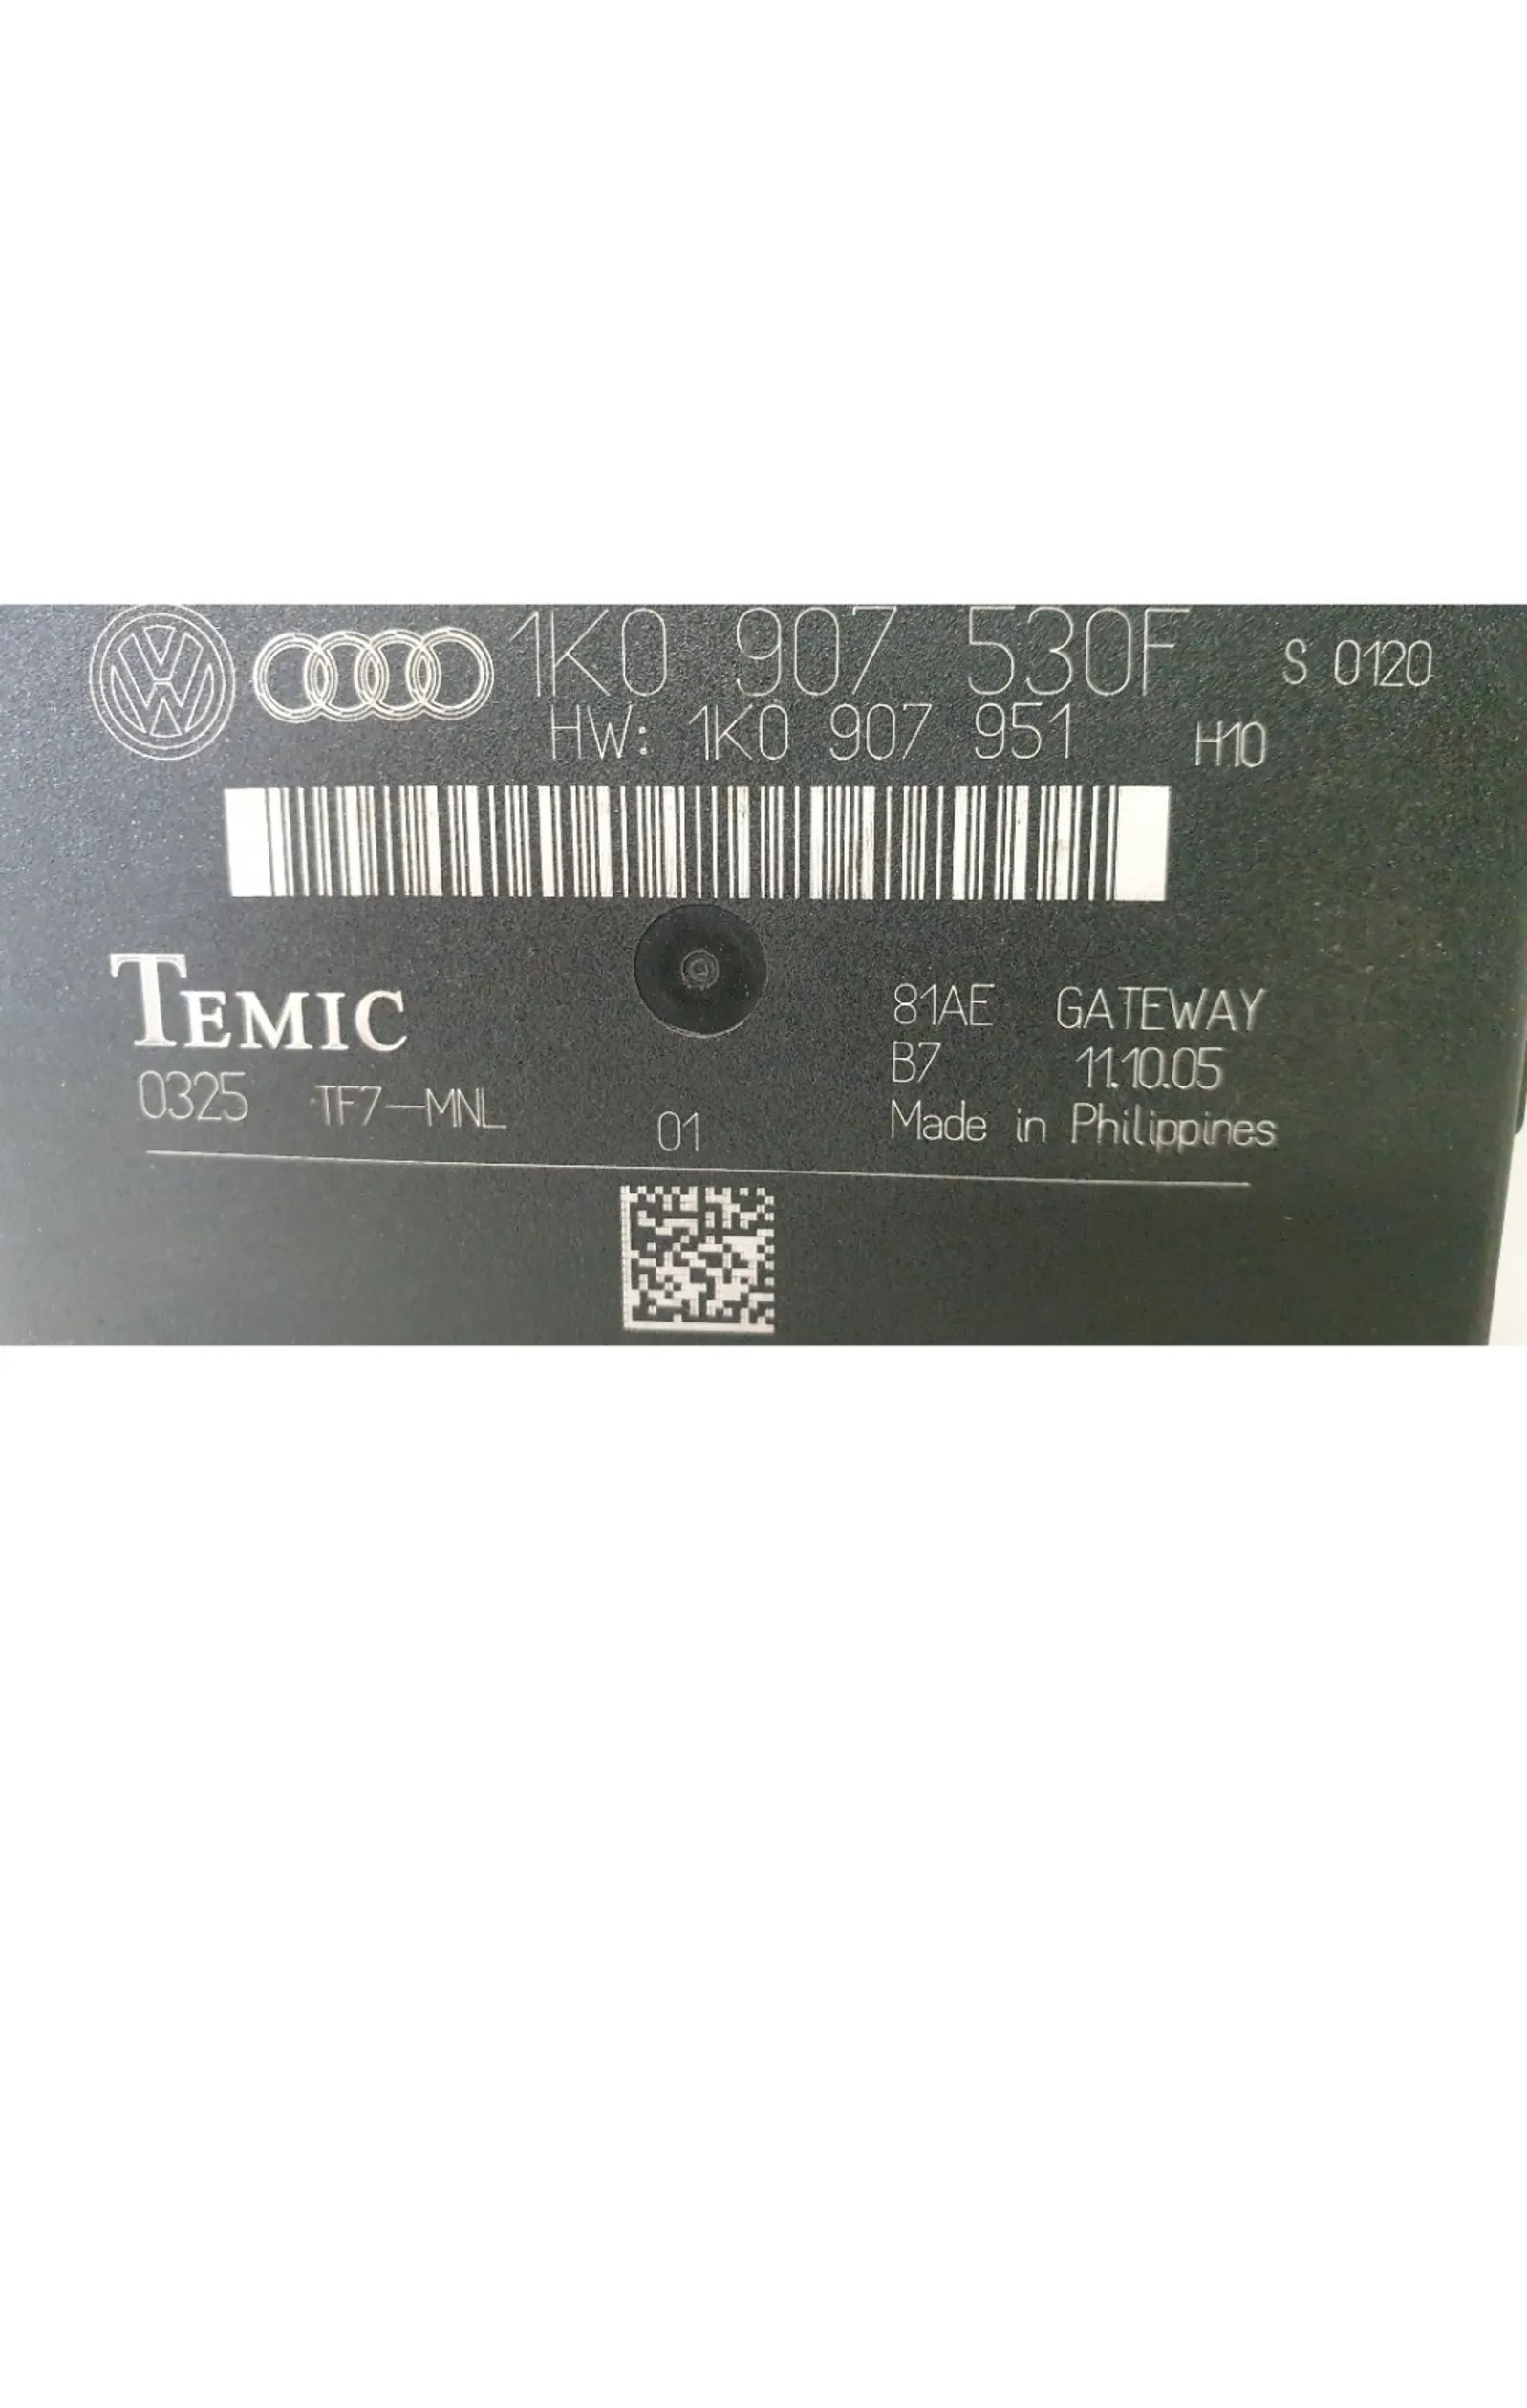 1K0 907 530F S 0120
HW: 1K0 907 951 H10
TEMIC
81AE GATEWAY
B7 11.10.05
0325 TF7-MNL 01
Made in Philippines